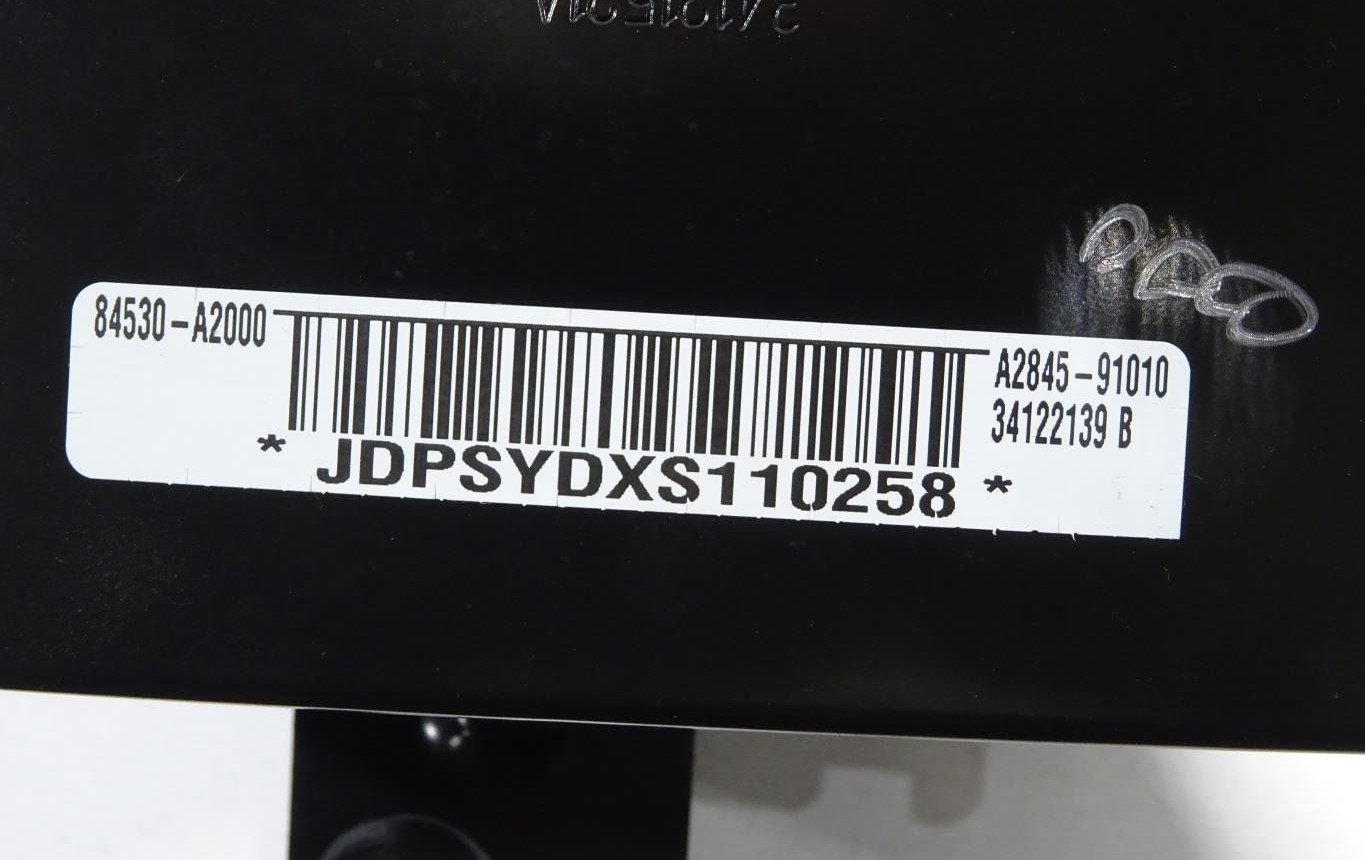 84530-A2000
A2845-91010
34122139 B
* JDPSYDXS110258 *